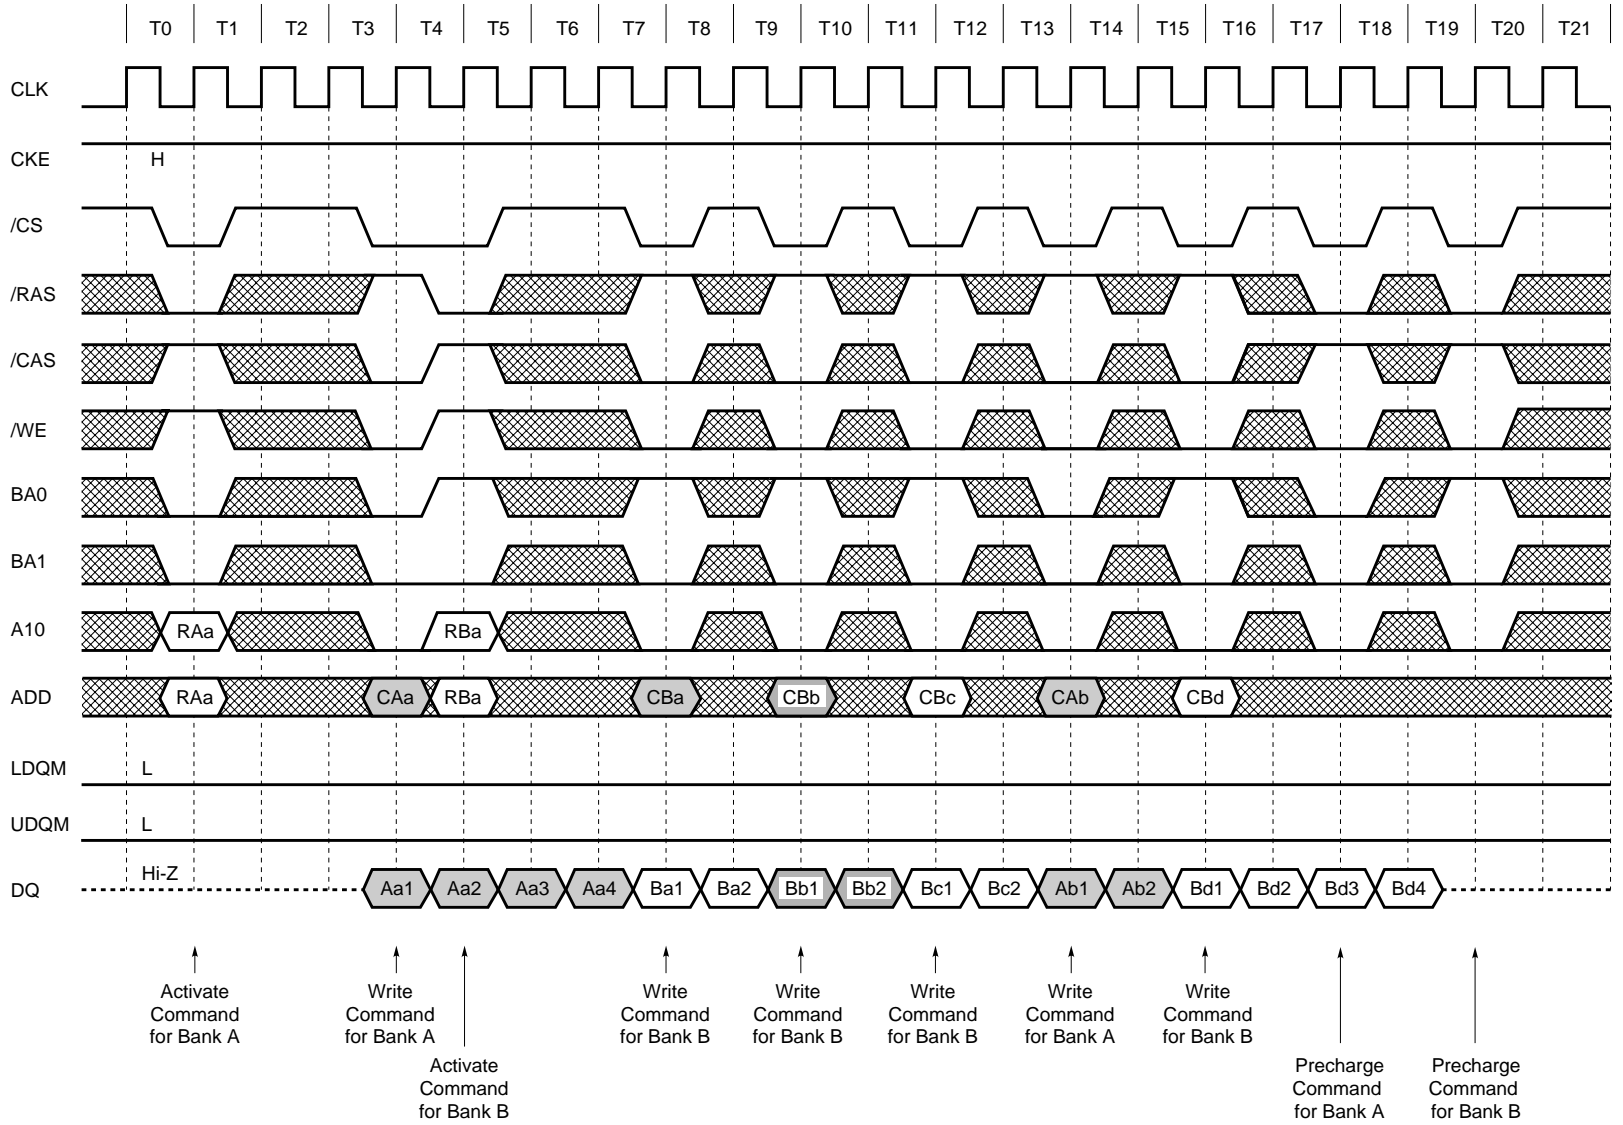 T0 T1 T2 T3 T4 T5 T6 T7 T8 T9 T10 T11 T12 T13 T14 T15 T16 T17 T18 T19 T20 T21
CLK
CKE H
/CS
/RAS
/CAS
/WE
BA0
BA1
A10 RAa RBa
ADD RAa CAa RBa CBa CBb CBc CAb CBd
LDQM L
UDQM L
DQ Hi-Z Aa1 Aa2 Aa3 Aa4 Ba1 Ba2 Bb1 Bb2 Bc1 Bc2 Ab1 Ab2 Bd1 Bd2 Bd3 Bd4
Activate
Command
for Bank A
Write
Command
for Bank A
Activate
Command
for Bank B
Write
Command
for Bank B
Write
Command
for Bank B
Write
Command
for Bank B
Write
Command
for Bank A
Write
Command
for Bank B
Precharge
Command
for Bank A
Precharge
Command
for Bank B